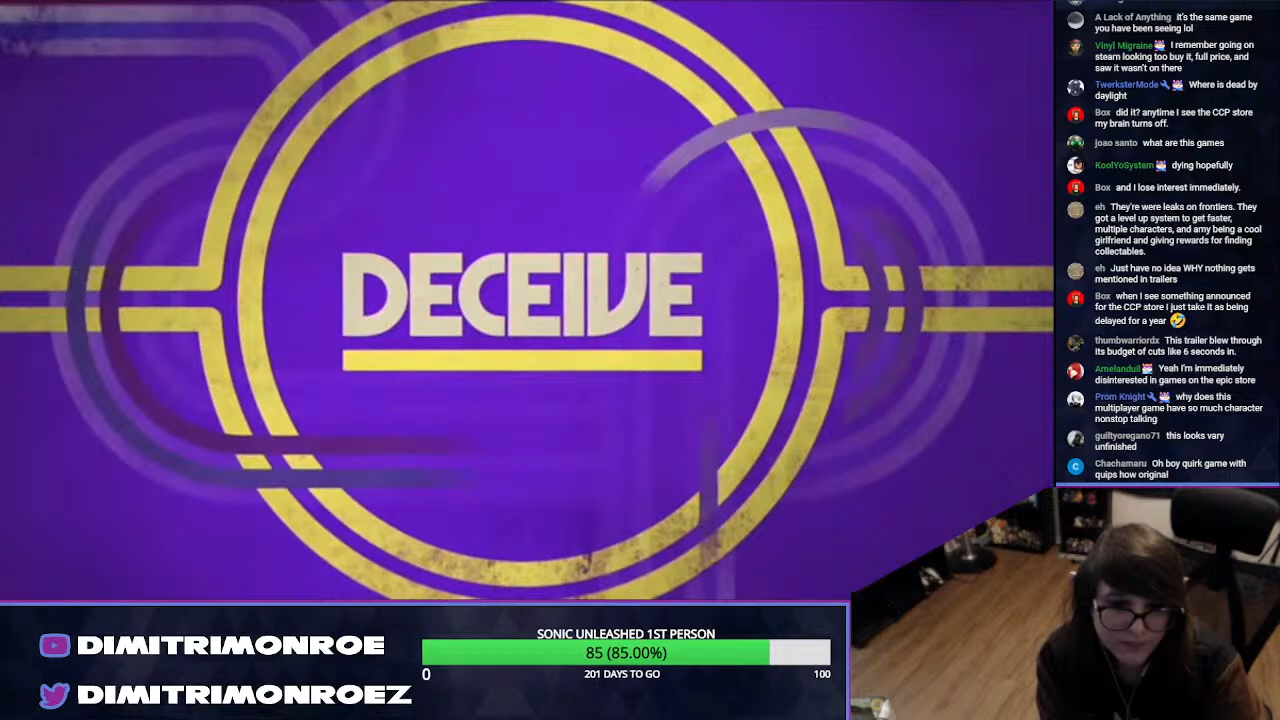 DECEIVE
A Lack of Anything it's the same game
you have been seeing lol
Vinyl Migraine I remember going on
steam looking too buy it, full price, and
saw it wasn't on there
TwerksterMode Where is dead by
daylight
Box did it? anytime I see the CCP store
my brain turns off.
joao santo what are this games
KoolYoSystem dying hopefully
Box and I lose interest immediately.
eh They're were leaks on frontiers. They
got a level up system to get faster,
multiple characters, and amy being a cool
girlfriend and giving rewards for finding
collectables.
eh Just have no idea WHY nothing gets
mentioned in trailers
Box when I see something announced
for the CCP store I just take it as being
delayed for a year 🤣
thumbwarriordx This trailer blew through
its budget of cuts like 6 seconds in.
Amelanduil Yeah I'm immediately
disinterested in games on the epic store
Prom Knight why does this
multiplayer game have so much character
nonstop talking
guiltyoregano71 this looks vary
unfinished
C Chachamaru Oh boy quirk game with
quips how original
DIMITRIMONROE
DIMITRIMONROEZ
SONIC UNLEASHED 1ST PERSON
85 (85.00%)
0 201 DAYS TO GO 100